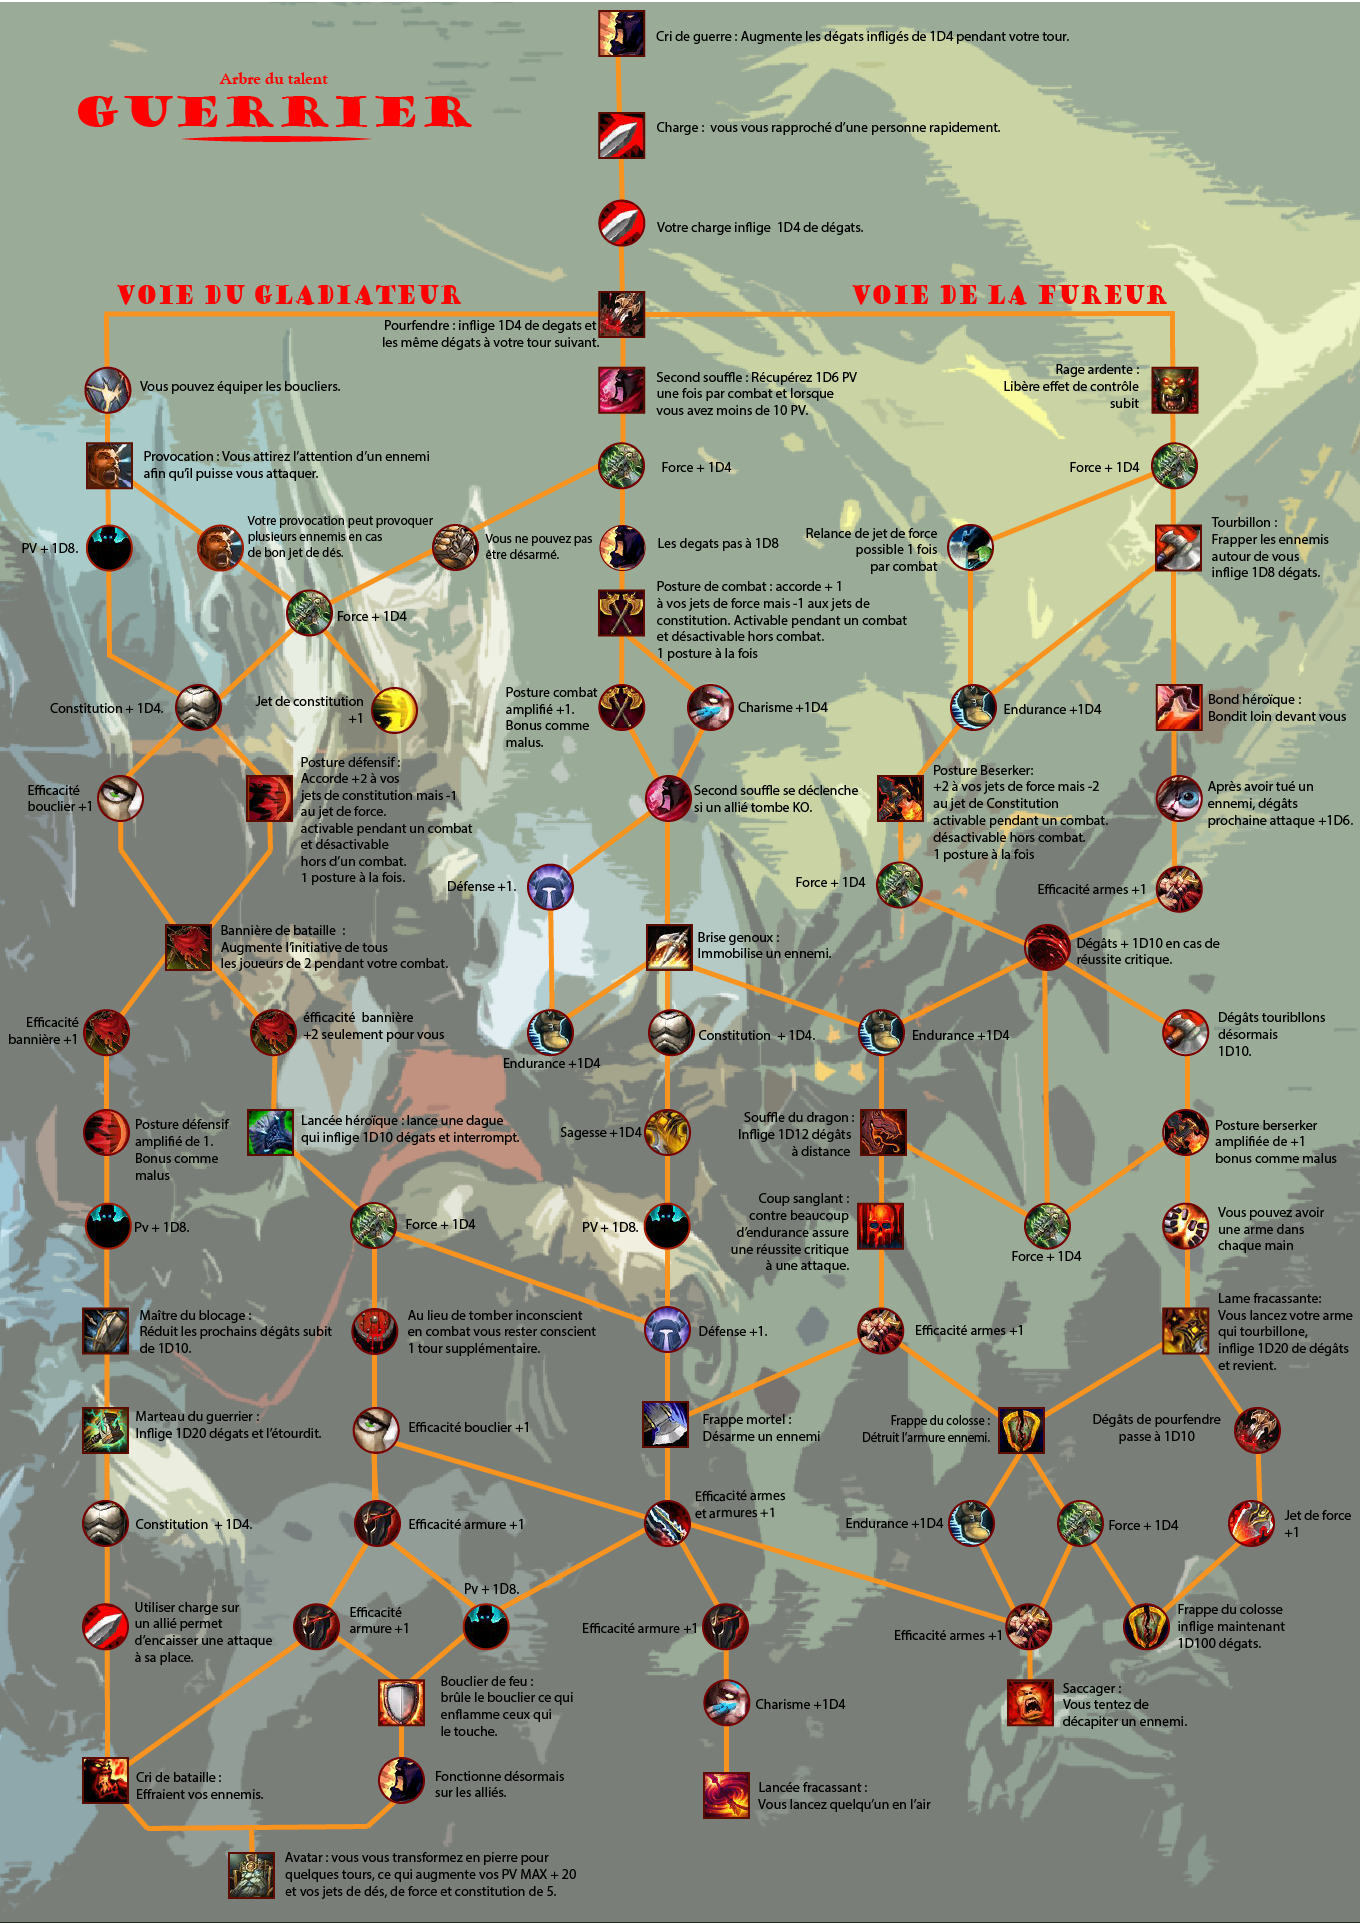 Cri de guerre : Augmente les dégats infligés de 1D4 pendant votre tour.
Arbre du talent
GUERRIER
Charge :  vous vous rapproché d'une personne rapidement.
Votre charge inflige  1D4 de dégats.
VOIE DU GLADIATEUR
VOIE DE LA FUREUR
Pourfendre : inflige 1D4 de degats et
les même dégats à votre tour suivant.
Vous pouvez équiper les boucliers.
Second souffle : Récupérez 1D6 PV
une fois par combat et lorsque
vous avez moins de 10 PV.
Rage ardente :
Libère effet de contrôle
subit
Provocation : Vous attirez l'attention d'un ennemi
afin qu'il puisse vous attaquer.
Force + 1D4
Force + 1D4
PV + 1D8.
Votre provocation peut provoquer
plusieurs ennemis en cas
de bon jet de dés.
Vous ne pouvez pas
être désarmé.
Les degats pas à 1D8
Relance de jet de force
possible 1 fois
par combat
Tourbillon :
Frapper les ennemis
autour de vous
inflige 1D8 dégats.
Force + 1D4
Posture de combat : accorde + 1
à vos jets de force mais -1 aux jets de
constitution. Activable pendant un combat
et désactivable hors combat.
1 posture à la fois
Constitution + 1D4.
Jet de constitution
+1
Posture combat
amplifié +1.
Bonus comme
malus.
Charisme +1D4
Endurance +1D4
Bond héroïque :
Bondit loin devant vous
Efficacité
bouclier +1
Posture défensif :
Accorde +2 à vos
jets de constitution mais -1
au jet de force.
activable pendant un combat
et désactivable
hors d'un combat.
1 posture à la fois.
Second souffle se déclenche
si un allié tombe KO.
Posture Beserker:
+2 à vos jets de force mais -2
au jet de Constitution
activable pendant un combat.
désactivable hors combat.
1 posture à la fois
Après avoir tué un
ennemi, dégâts
prochaine attaque +1D6.
Défense +1.
Force + 1D4
Efficacité armes +1
Bannière de bataille  :
Augmente l'initiative de tous
les joueurs de 2 pendant votre combat.
Brise genoux :
Immobilise un ennemi.
Dégâts + 1D10 en cas de
réussite critique.
Efficacité
bannière +1
éfficacité  bannière
+2 seulement pour vous
Endurance +1D4
Constitution  + 1D4.
Endurance +1D4
Dégâts touribllons
désormais
1D10.
Posture défensif
amplifié de 1.
Bonus comme
malus
Lancée héroïque : lance une dague
qui inflige 1D10 dégats et interrompt.
Sagesse +1D4
Souffle du dragon :
Inflige 1D12 dégâts
à distance
Posture berserker
amplifiée de +1
bonus comme malus
Pv + 1D8.
Force + 1D4
PV + 1D8.
Coup sanglant :
contre beaucoup
d'endurance assure
une réussite critique
à une attaque.
Force + 1D4
Vous pouvez avoir
une arme dans
chaque main
Maître du blocage :
Réduit les prochains dégâts subit
de 1D10.
Au lieu de tomber inconscient
en combat vous rester conscient
1 tour supplémentaire.
Défense +1.
Efficacité armes +1
Lame fracassante:
Vous lancez votre arme
qui tourbillone,
inflige 1D20 de dégâts
et revient.
Marteau du guerrier :
Inflige 1D20 dégats et l'étourdit.
Efficacité bouclier +1
Frappe mortel :
Désarme un ennemi
Frappe du colosse :
Détruit l'armure ennemi.
Dégâts de pourfendre
passe à 1D10
Constitution  + 1D4.
Efficacité armure +1
Efficacité armes
et armures +1
Endurance +1D4
Force + 1D4
Jet de force
+1
Utiliser charge sur
un allié permet
d'encaisser une attaque
à sa place.
Efficacité
armure +1
Pv + 1D8.
Efficacité armure +1
Efficacité armes +1
Frappe du colosse
inflige maintenant
1D100 dégats.
Bouclier de feu :
brûle le bouclier ce qui
enflamme ceux qui
le touche.
Charisme +1D4
Saccager :
Vous tentez de
décapiter un ennemi.
Cri de bataille :
Effraient vos ennemis.
Fonctionne désormais
sur les alliés.
Lancée fracassant :
Vous lancez quelqu'un en l'air
Avatar : vous vous transformez en pierre pour
quelques tours, ce qui augmente vos PV MAX + 20
et vos jets de dés, de force et constitution de 5.